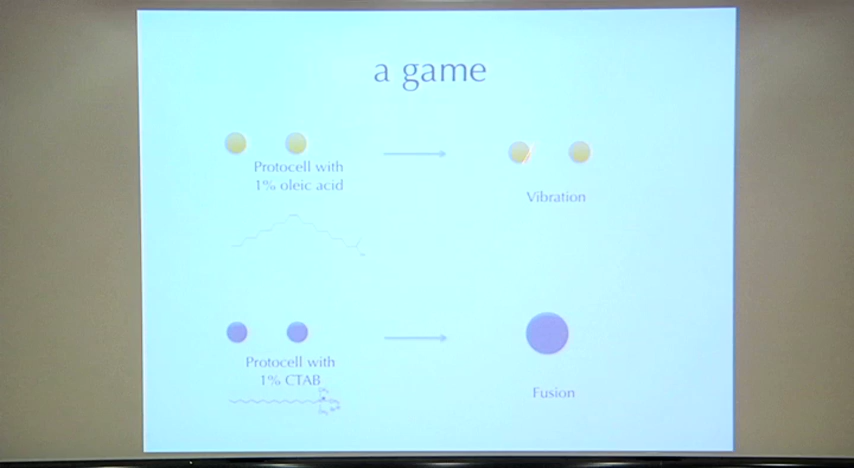 a game
Protocell with
1% oleic acid
Vibration
Protocell with
1% CTAB
Fusion